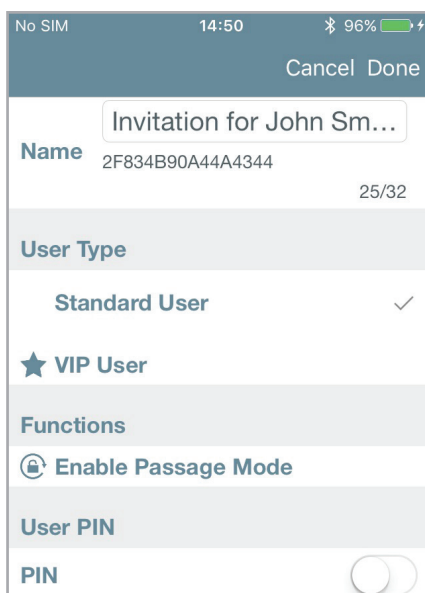 No SIM 14:50 96%
Cancel Done
Invitation for John Sm...
Name
2F834B90A44A4344
25/32
User Type
Standard User
VIP User
Functions
Enable Passage Mode
User PIN
PIN